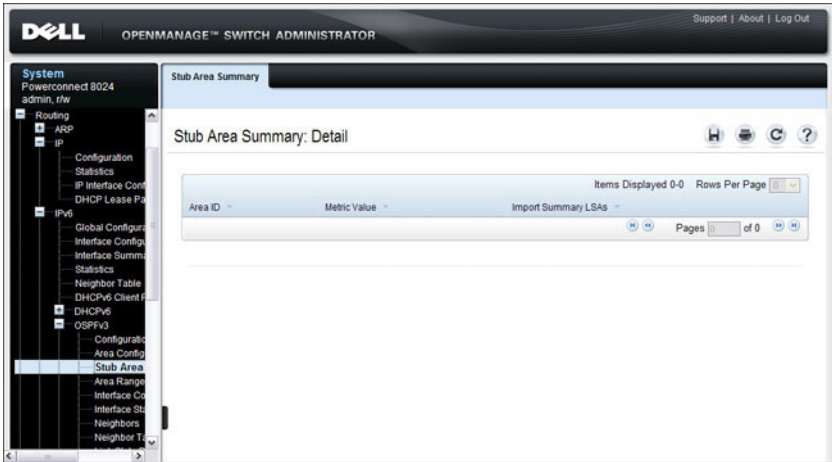 Support | About | Log Out
DELL
OPENMANAGE™ SWITCH ADMINISTRATOR
System
Powerconnect 8024
admin, r/w
Routing
ARP
IP
Configuration
Statistics
IP Interface Conf
DHCP Lease Pa
IPv6
Global Configura
Interface Configu
Interface Summa
Statistics
Neighbor Table
DHCPv6 Client P
DHCPv6
OSPFv3
Configuratio
Area Config
Stub Area
Area Range
Interface Co
Interface Sta
Neighbors
Neighbor Ta
Stub Area Summary
Stub Area Summary: Detail
Items Displayed 0-0 Rows Per Page 0
Area ID Metric Value Import Summary LSAs
Pages 0 of 0